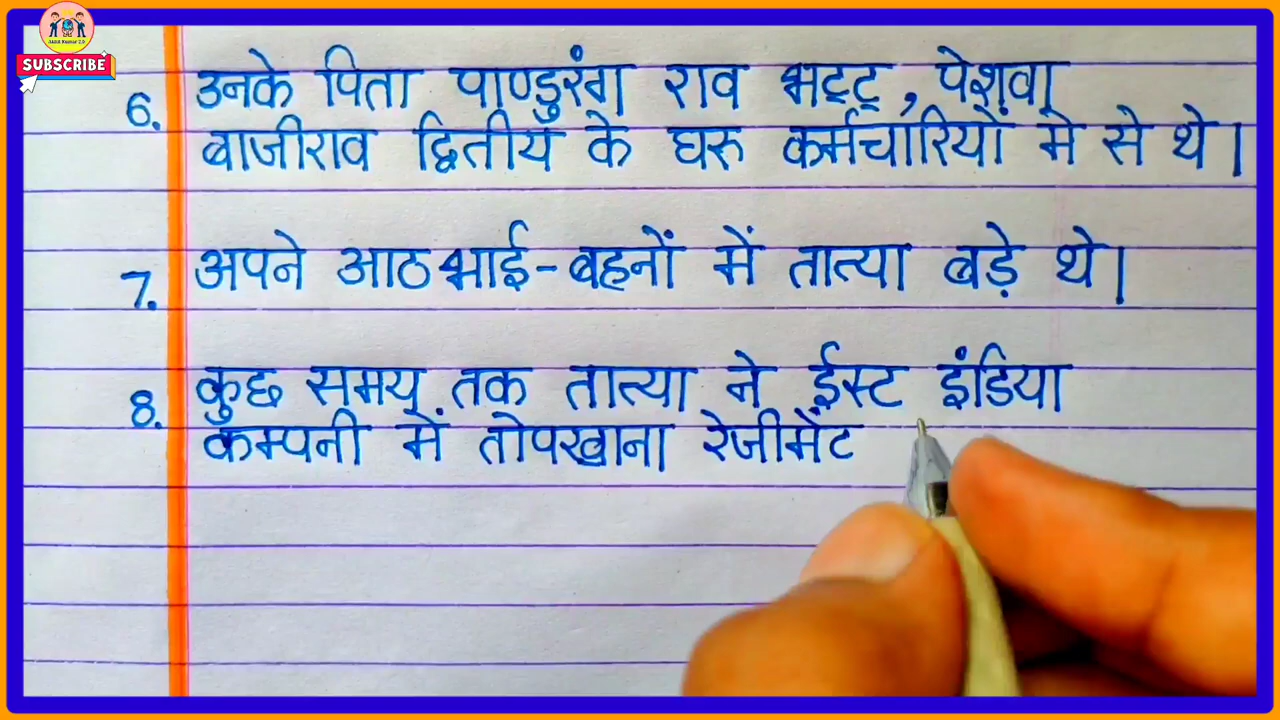 SUBSCRIBE
6. उनके पिता पाण्डुरंग राव भट्ट्, पेशवा
बाजीराव द्वितीय के घरु कर्मचारियों मे से थे।
7. अपने आठ भाई-बहनों में तात्या बड़े थे।
8. कुछ समय तक तात्या ने ईस्ट इंडिया
कम्पनी में तोपखाना रेजीमेंट